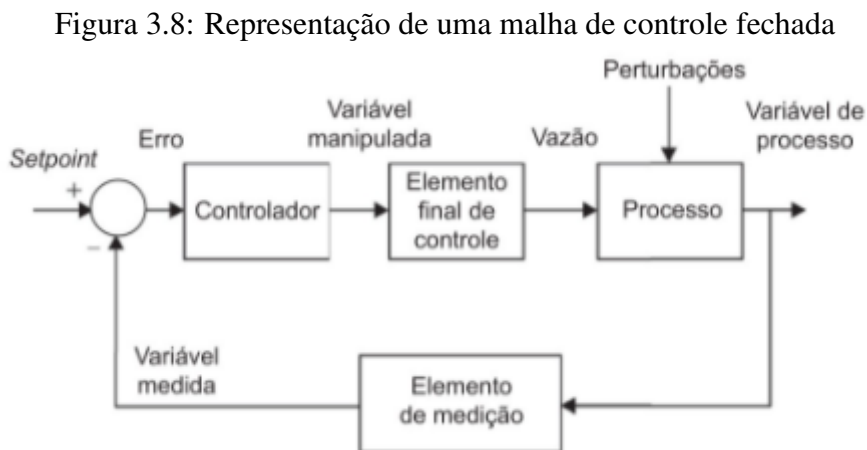 Figura 3.8: Representação de uma malha de controle fechada
Perturbações
Variável de
processo
Variável
manipulada
Vazão
Erro
Setpoint
+
−
Controlador
Elemento
final de
controle
Processo
Variável
medida
Elemento
de medição